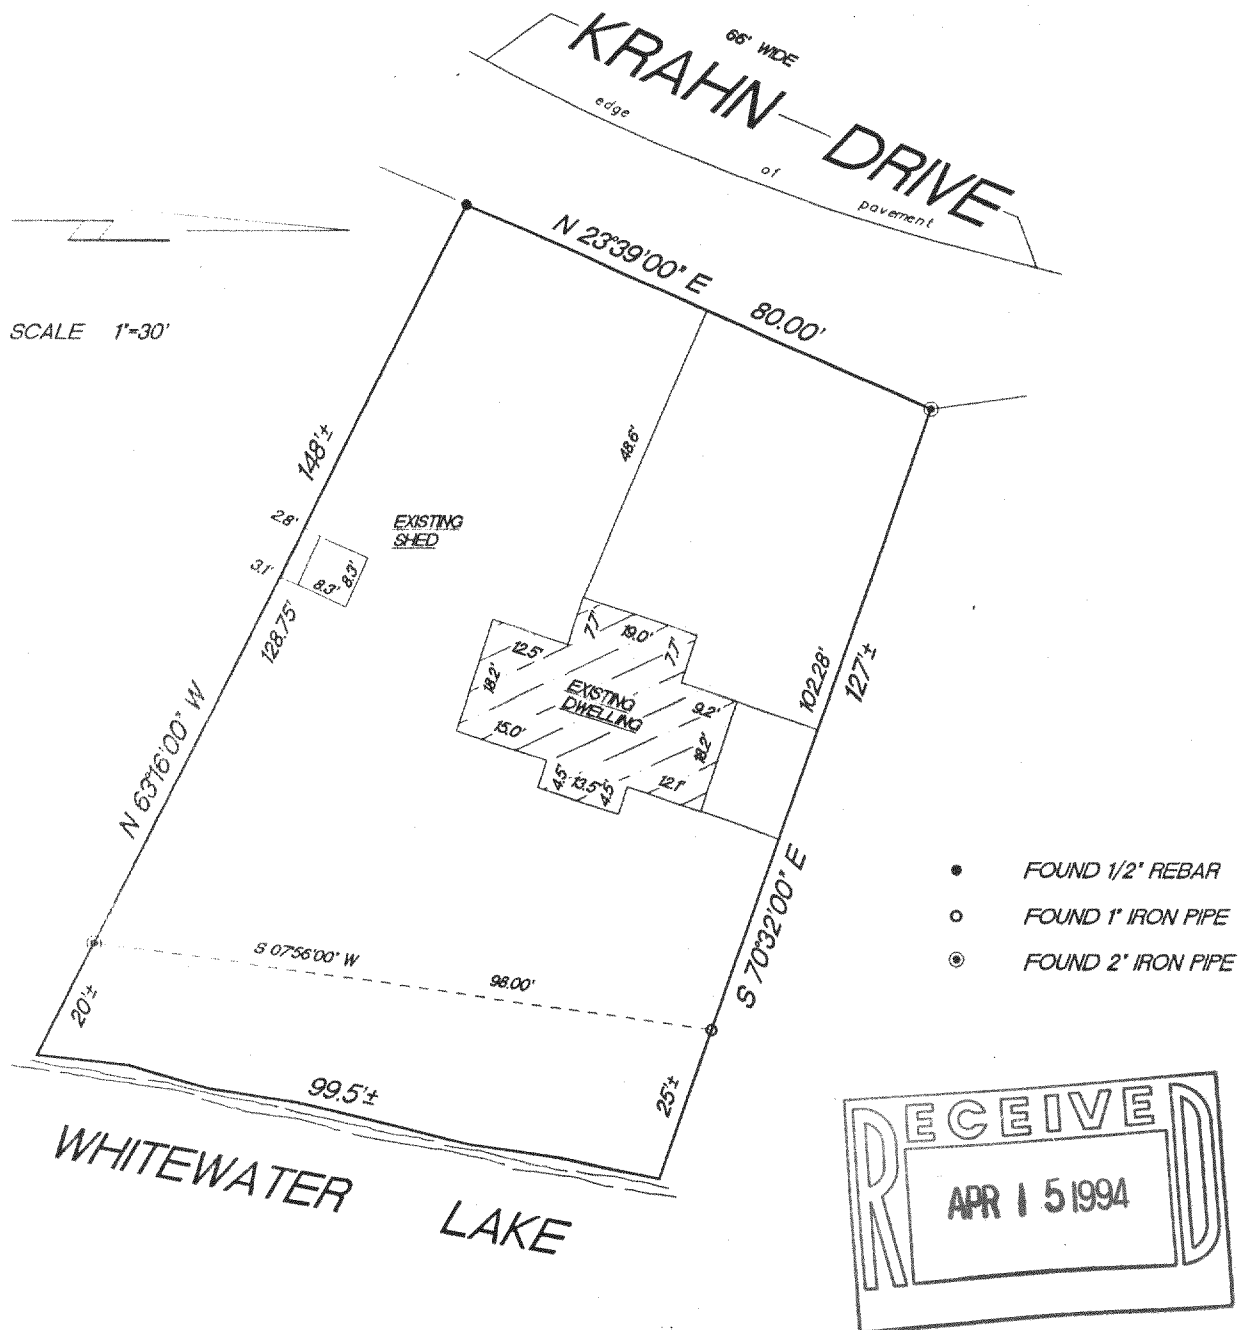 66' WIDE
KRAHN DRIVE
edge of pavement
N 23°39'00" E 80.00'
SCALE 1"=30'
148'±
48.6'
2.8'
EXISTING
SHED
3.1'
8.3' 8.3'
128.75'
7.7' 19.0' 7.7'
12.5'
18.2'
EXISTING
DWELLING
102.28'
127'±
9.2'
15.0'
18.2'
4.5' 13.5' 4.5'
12.1'
N 63°16'00" W
S 70°32'00" E
FOUND 1/2" REBAR
FOUND 1" IRON PIPE
FOUND 2" IRON PIPE
S 07°56'00" W 98.00'
20'±
25'±
99.5'±
WHITEWATER LAKE
RECEIVED
APR 15 1994